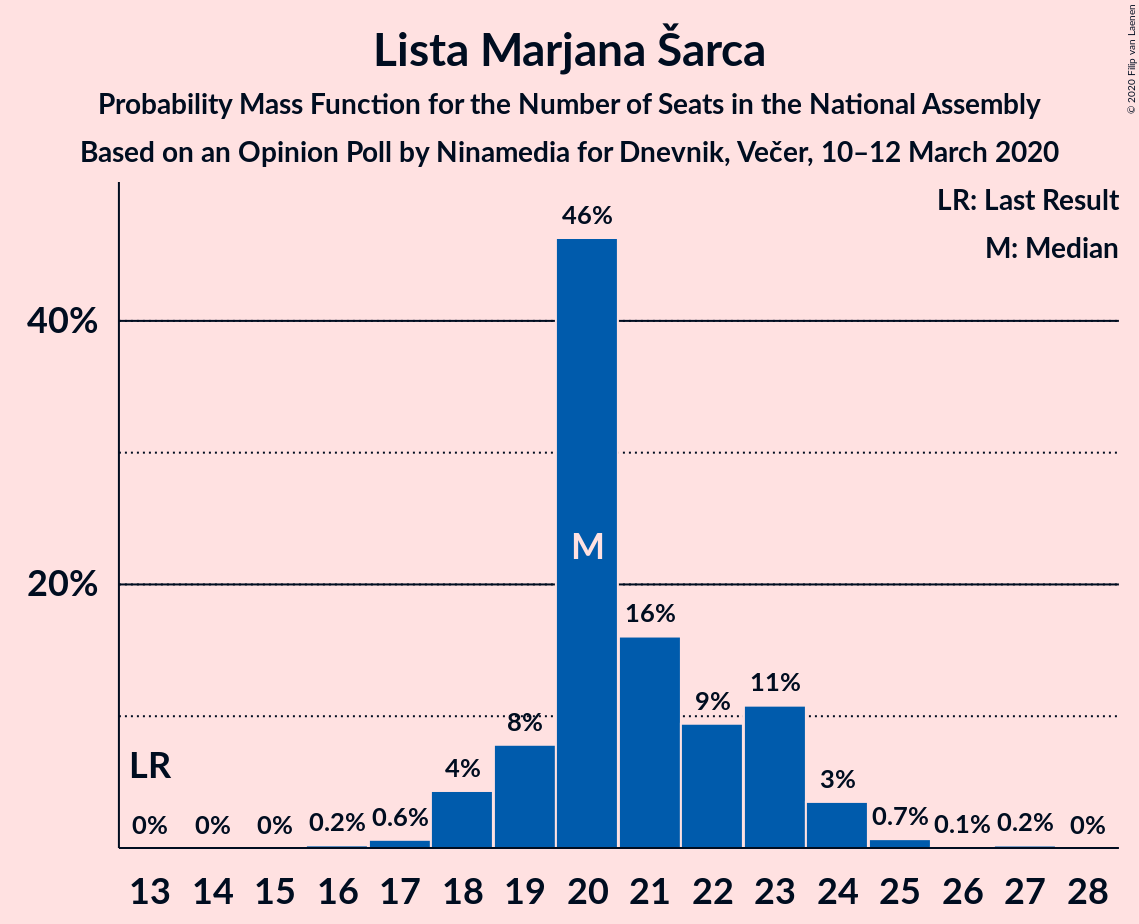 Lista Marjana Šarca
Probability Mass Function for the Number of Seats in the National Assembly
Based on an Opinion Poll by Ninamedia for Dnevnik, Večer, 10–12 March 2020
© 2020 Filip van Laenen
LR: Last Result
M: Median
40%
20%
LR
M
0%
0%
0%
0.2%
0.6%
4%
8%
46%
16%
9%
11%
3%
0.7%
0.1%
0.2%
0%
13 14 15 16 17 18 19 20 21 22 23 24 25 26 27 28